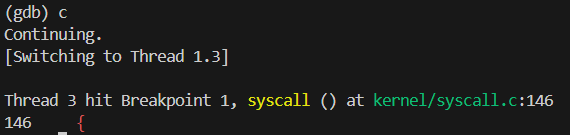 (gdb) c
Continuing.
[Switching to Thread 1.3]
Thread 3 hit Breakpoint 1, syscall () at kernel/syscall.c:146
146 {